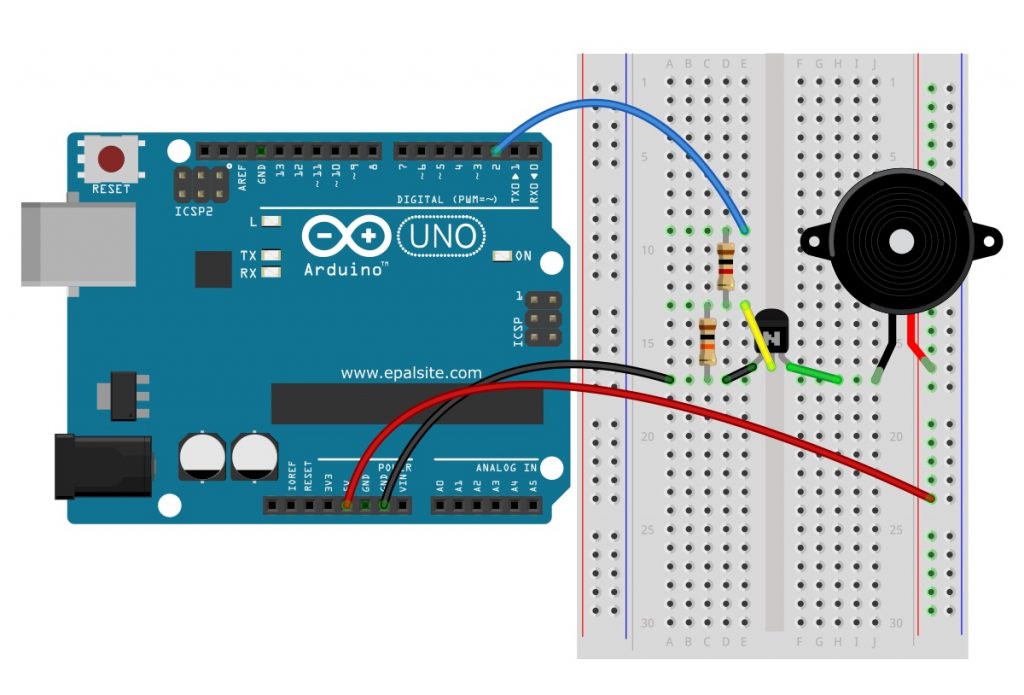 A B C D E F G H I J
1 1
5 5
RESET
ICSP2
AREF
GND
13
12
~11
~10
~9
8
7
~6
~5
4
~3
2
TX0▶1
RX0◀0
DIGITAL (PWM=~)
L
TX
RX
UNO
Arduino™
ON
10
1
ICSP
15 15
www.epalsite.com
20 20
IOREF
RESET
3V3
5V
GND
GND
VIN
POWER
ANALOG IN
A0
A1
A2
A3
A4
A5
25 25
30 30
A B C D E F G H I J